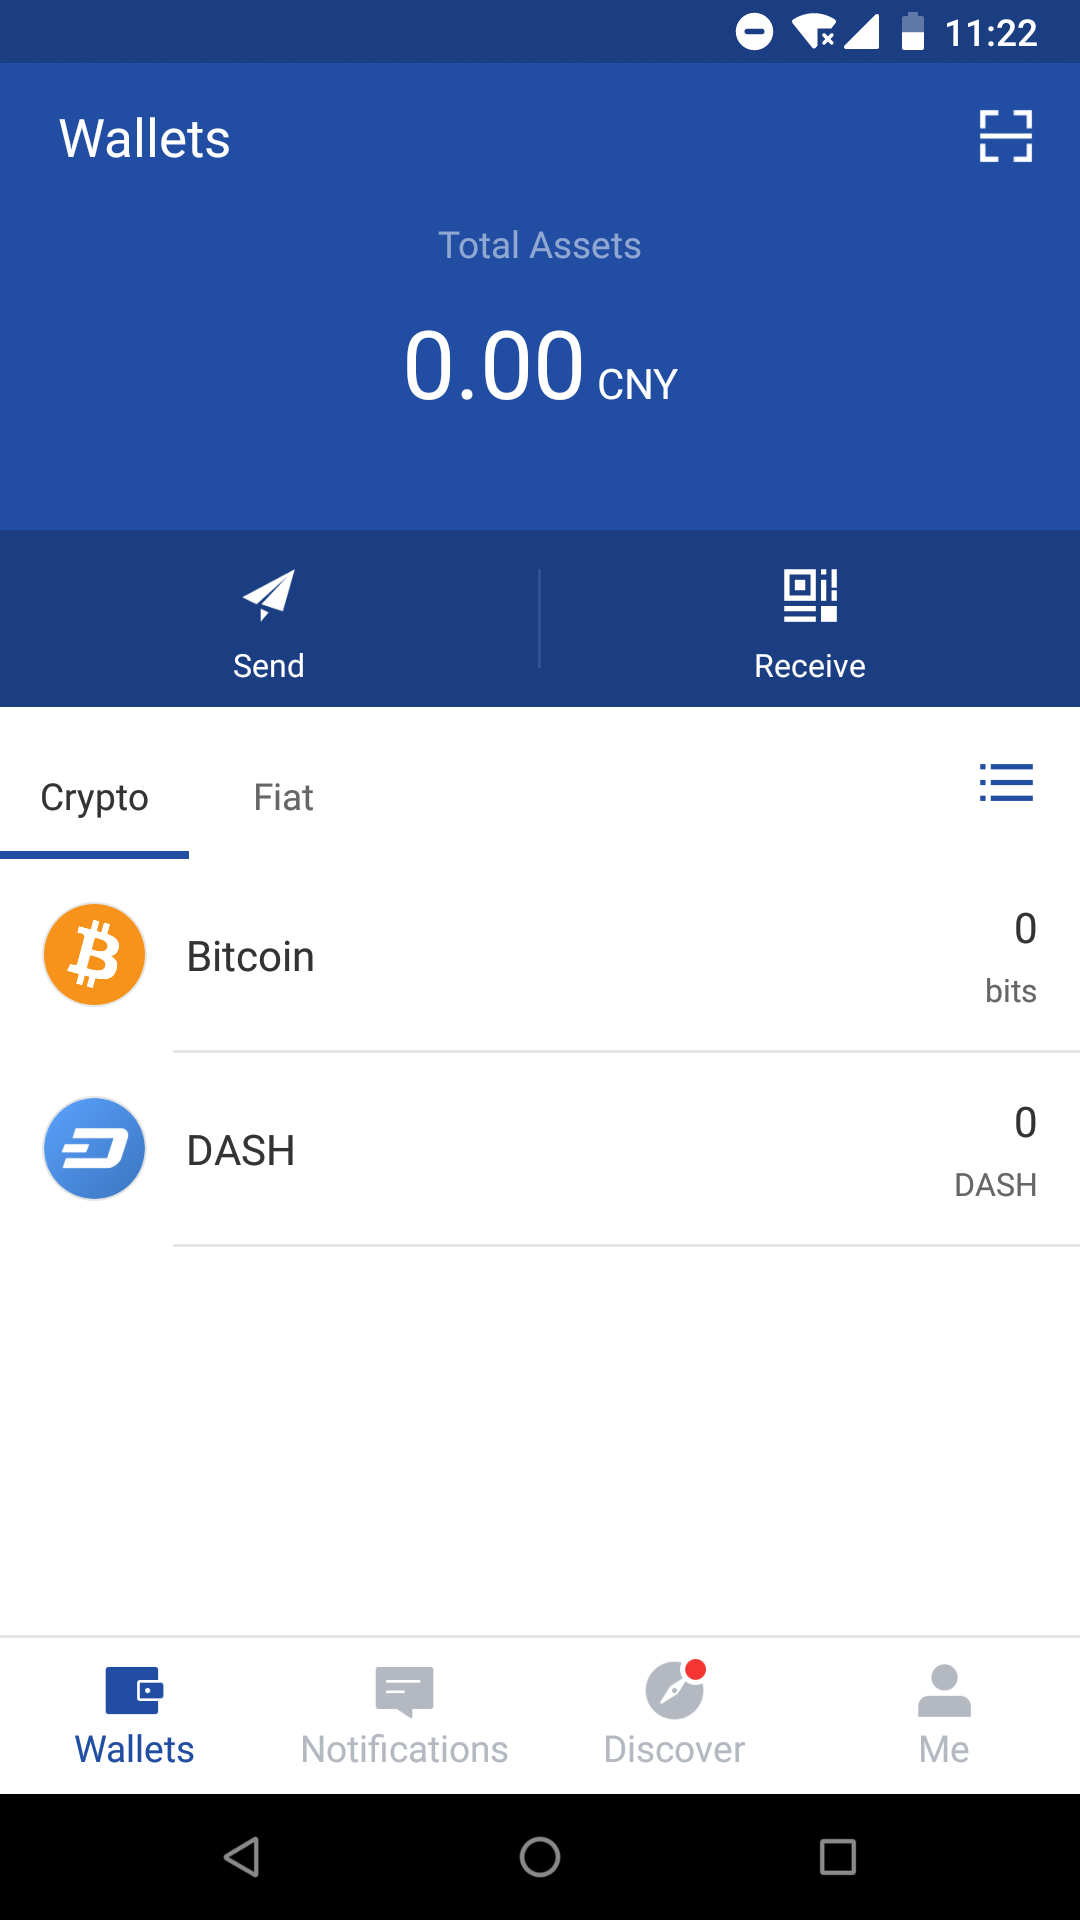 11:22
Wallets
Total Assets
0.00 CNY
Send
Receive
Crypto
Fiat
Bitcoin
0
bits
DASH
0
DASH
Wallets
Notifications
Discover
Me